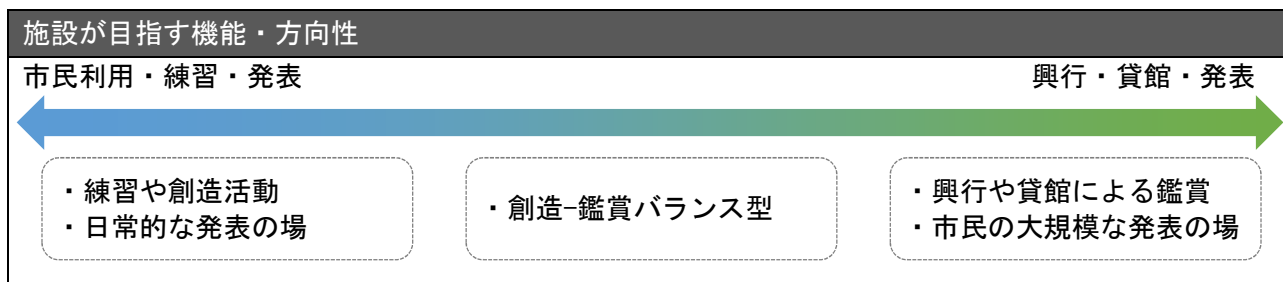 施設が目指す機能・方向性
市民利用・練習・発表
興行・貸館・発表
・練習や創造活動
・日常的な発表の場
・創造−鑑賞バランス型
・興行や貸館による鑑賞
・市民の大規模な発表の場